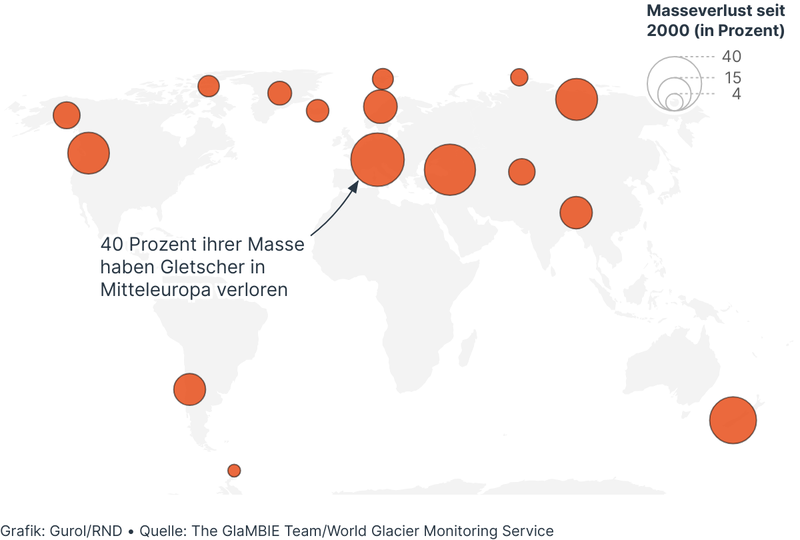 Masseverlust seit
2000 (in Prozent)
40
15
4
40 Prozent ihrer Masse
haben Gletscher in
Mitteleuropa verloren
Grafik: Gurol/RND • Quelle: The GlaMBIE Team/World Glacier Monitoring Service